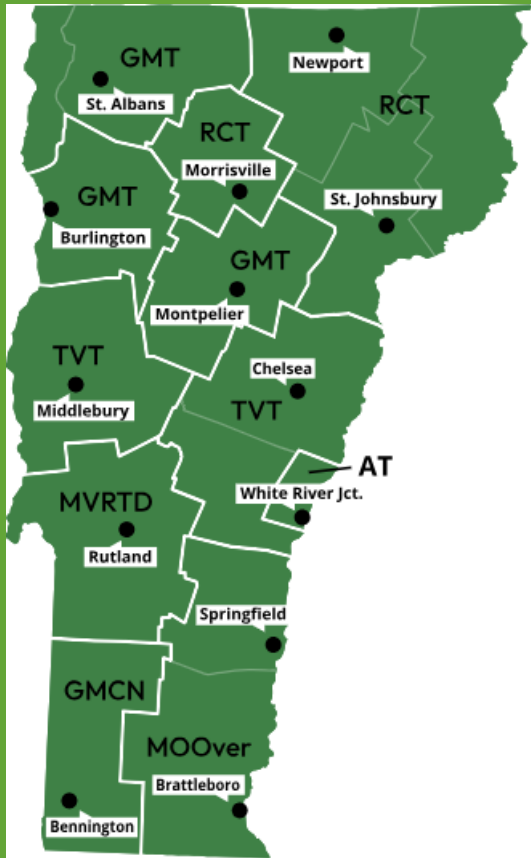 GMT
Newport
St. Albans
RCT
RCT
Morrisville
GMT
St. Johnsbury
Burlington
GMT
Montpelier
TVT
Chelsea
Middlebury
TVT
AT
White River Jct.
MVRTD
Rutland
Springfield
GMCN
MOOver
Brattleboro
Bennington